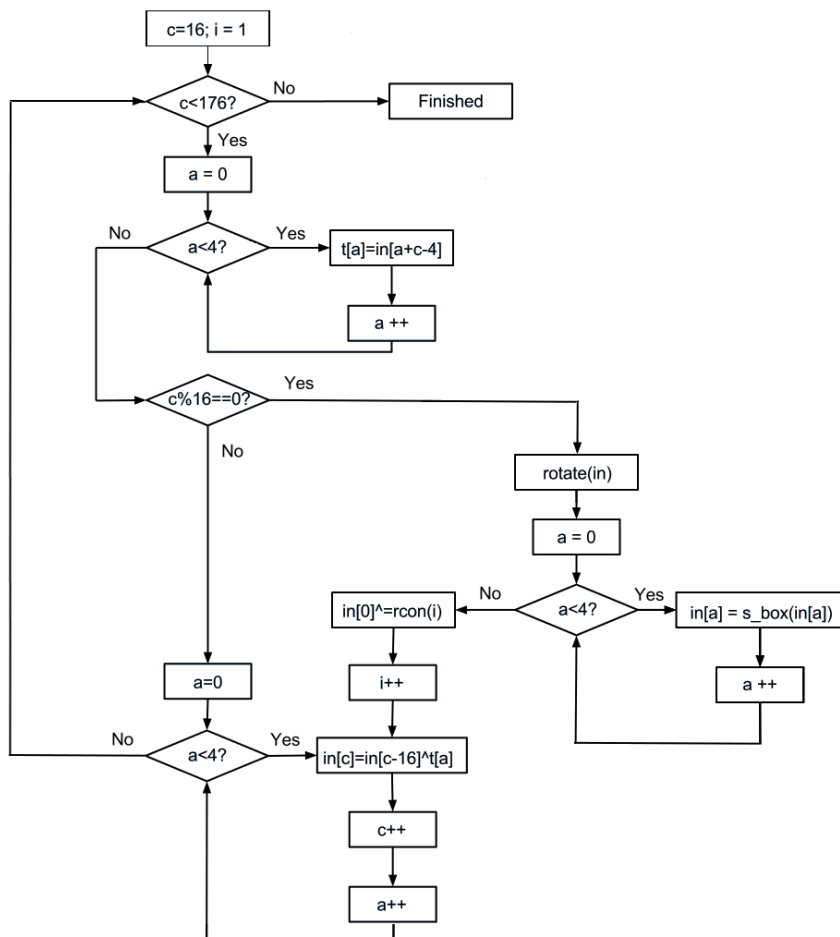 c=16; i = 1
c<176?
No
Finished
Yes
a = 0
No
a<4?
Yes
t[a]=in[a+c-4]
a ++
c%16==0?
Yes
No
rotate(in)
a = 0
in[0]^=rcon(i)
No
a<4?
Yes
in[a] = s_box(in[a])
i++
a ++
a=0
No
a<4?
Yes
in[c]=in[c-16]^t[a]
c++
a++